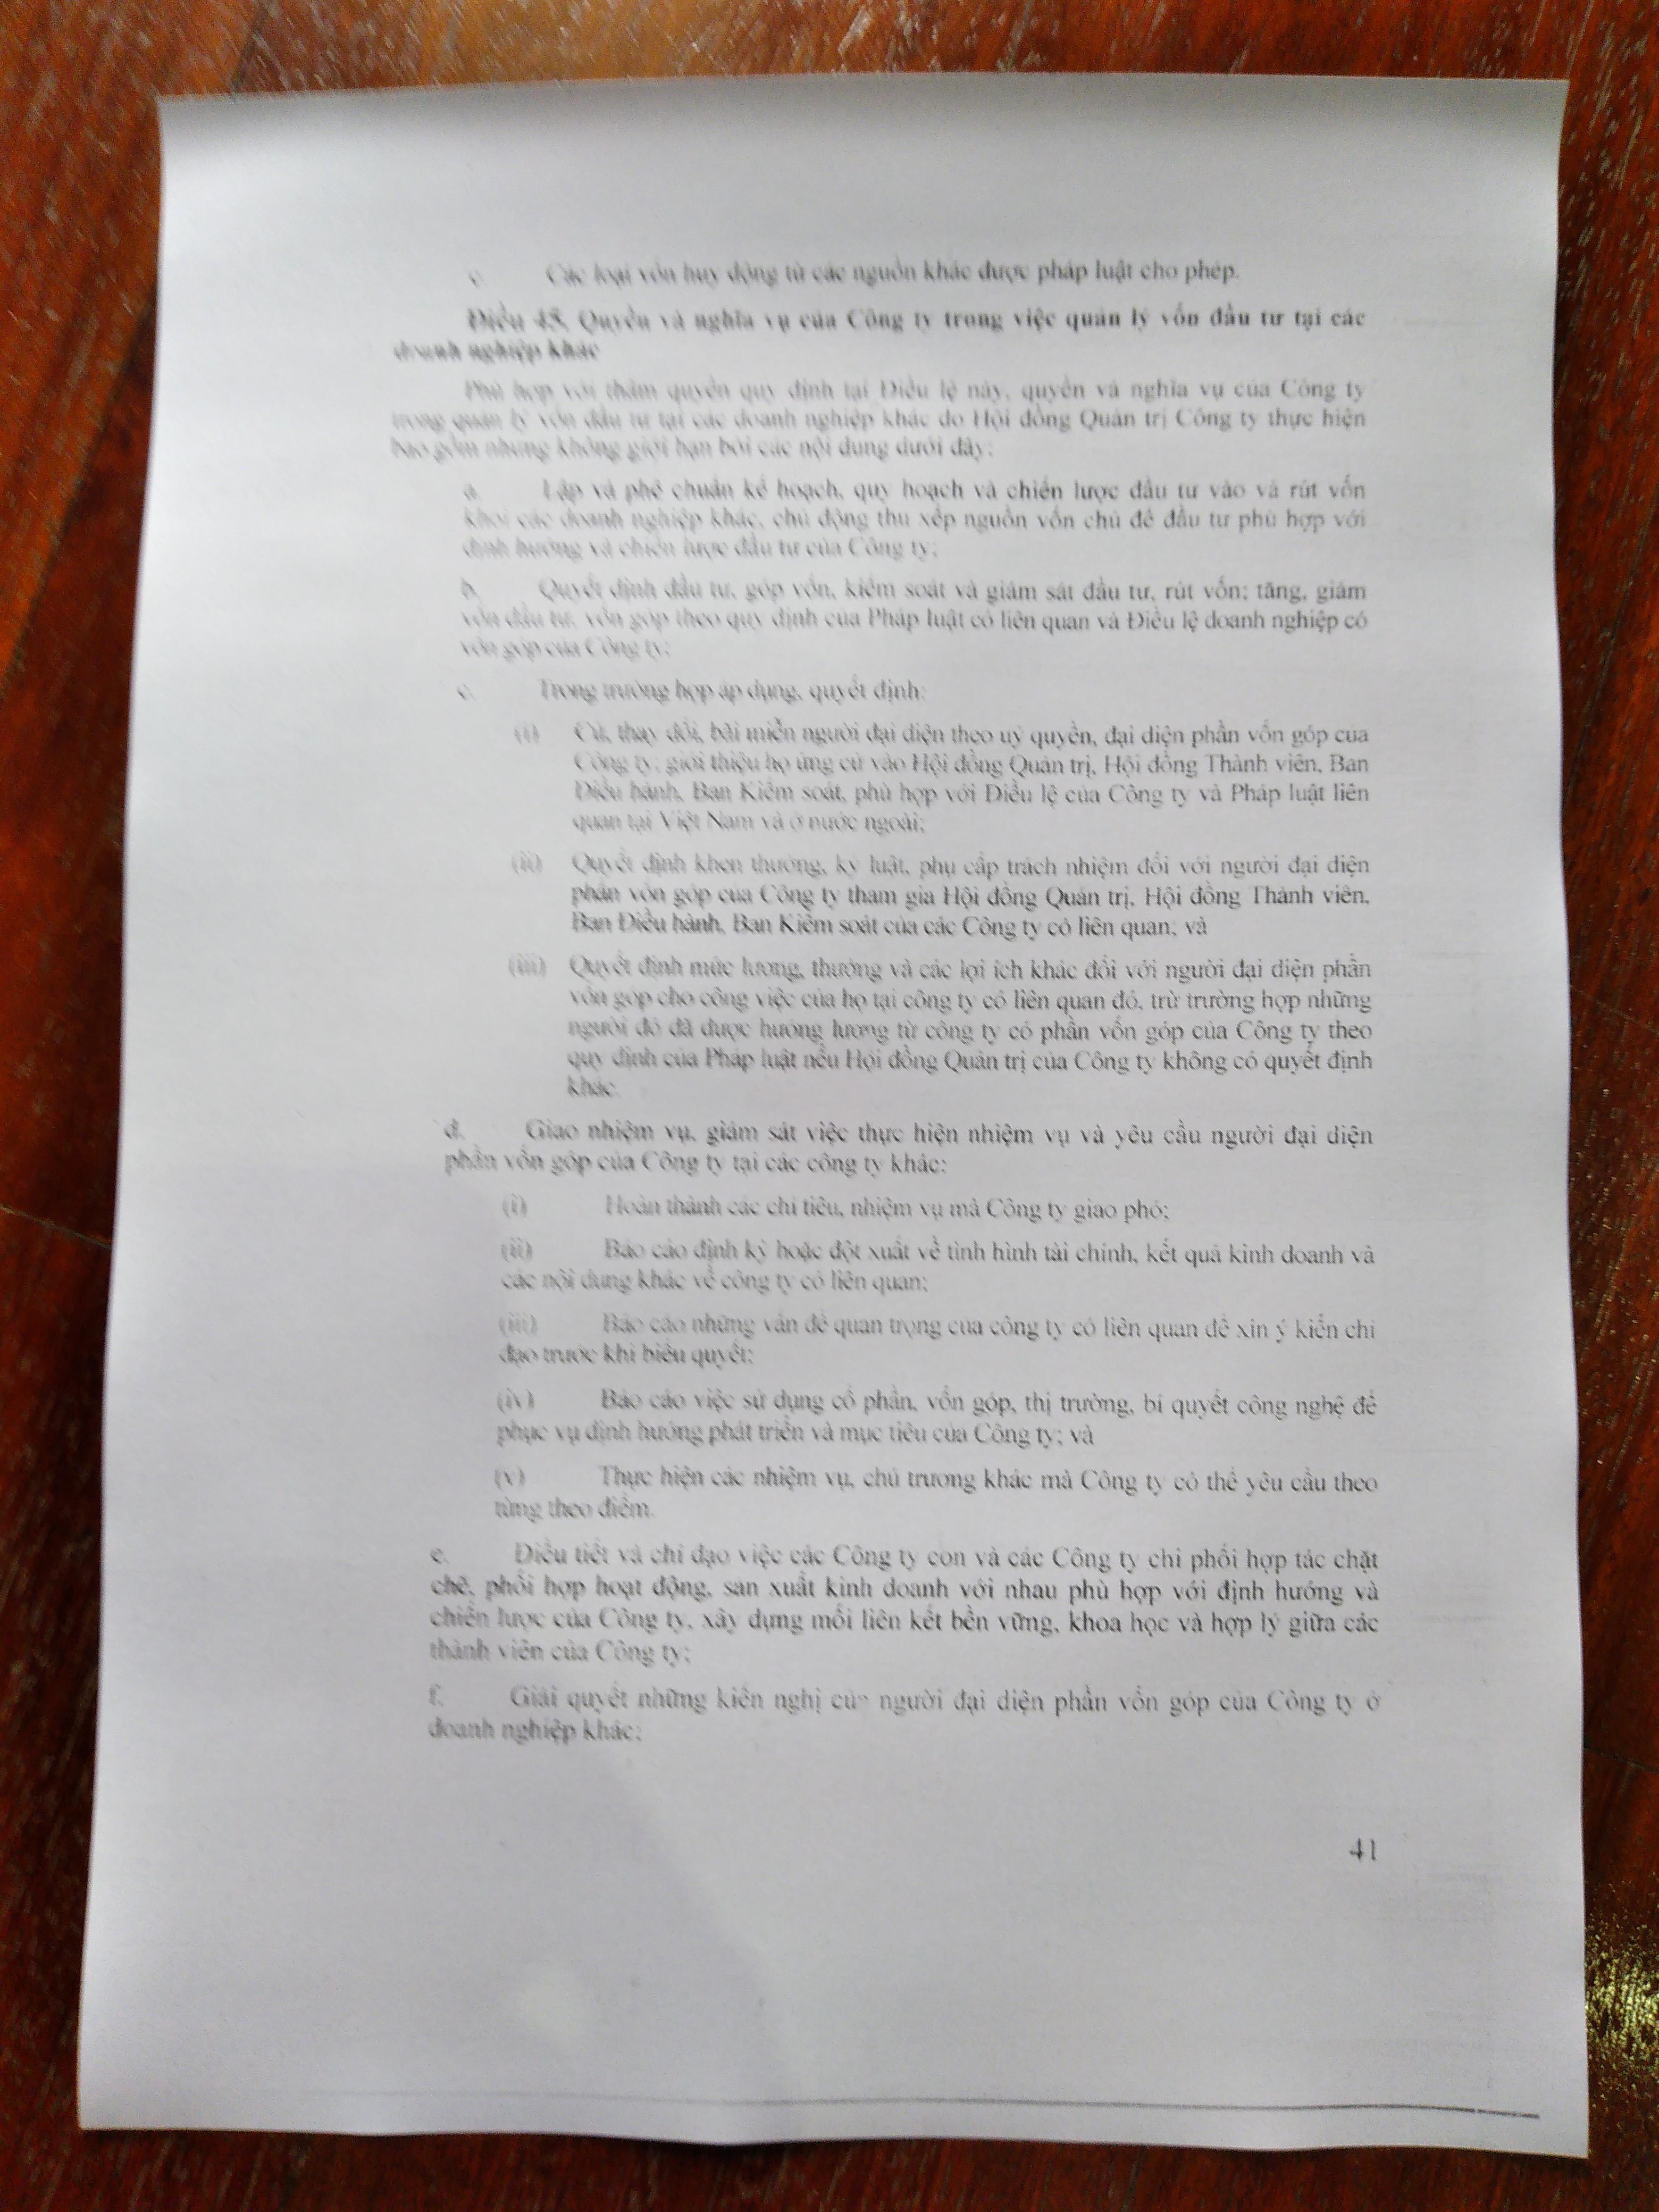 c. Các loại vốn huy động từ các nguồn khác được pháp luật cho phép.
Điều 45. Quyền và nghĩa vụ của Công ty trong việc quản lý vốn đầu tư tại các
doanh nghiệp khác
Phù hợp với thẩm quyền quy định tại Điều lệ này, quyền và nghĩa vụ của Công ty
trong quản lý vốn đầu tư tại các doanh nghiệp khác do Hội đồng Quản trị Công ty thực hiện
bao gồm nhưng không giới hạn bởi các nội dung dưới đây:
a. Lập và phê chuẩn kế hoạch, quy hoạch và chiến lược đầu tư vào và rút vốn
khỏi các doanh nghiệp khác, chủ động thu xếp nguồn vốn chủ để đầu tư phù hợp với
định hướng và chiến lược đầu tư của Công ty;
b. Quyết định đầu tư, góp vốn, kiểm soát và giám sát đầu tư, rút vốn; tăng, giảm
vốn đầu tư, vốn góp theo quy định của Pháp luật có liên quan và Điều lệ doanh nghiệp có
vốn góp của Công ty;
c. Trong trường hợp áp dụng, quyết định:
(i) Cử, thay đổi, bãi miễn người đại diện theo uỷ quyền, đại diện phần vốn góp của
Công ty; giới thiệu họ ứng cử vào Hội đồng Quản trị, Hội đồng Thành viên, Ban
Điều hành, Ban Kiểm soát, phù hợp với Điều lệ của Công ty và Pháp luật liên
quan tại Việt Nam và ở nước ngoài;
(ii) Quyết định khen thưởng, kỷ luật, phụ cấp trách nhiệm đối với người đại diện
phần vốn góp của Công ty tham gia Hội đồng Quản trị, Hội đồng Thành viên,
Ban Điều hành, Ban Kiểm soát của các Công ty có liên quan; và
(iii) Quyết định mức lương, thưởng và các lợi ích khác đối với người đại diện phần
vốn góp cho công việc của họ tại công ty có liên quan đó, trừ trường hợp những
người đó đã được hưởng lương từ công ty có phần vốn góp của Công ty theo
quy định của Pháp luật nếu Hội đồng Quản trị của Công ty không có quyết định
khác.
d. Giao nhiệm vụ, giám sát việc thực hiện nhiệm vụ và yêu cầu người đại diện
phần vốn góp của Công ty tại các công ty khác:
(i) Hoàn thành các chỉ tiêu, nhiệm vụ mà Công ty giao phó;
(ii) Báo cáo định kỳ hoặc đột xuất về tình hình tài chính, kết quả kinh doanh và
các nội dung khác về công ty có liên quan;
(iii) Báo cáo những vấn đề quan trọng của công ty có liên quan để xin ý kiến chỉ
đạo trước khi biểu quyết;
(iv) Báo cáo việc sử dụng cổ phần, vốn góp, thị trường, bí quyết công nghệ để
phục vụ định hướng phát triển và mục tiêu của Công ty; và
(v) Thực hiện các nhiệm vụ, chủ trương khác mà Công ty có thể yêu cầu theo
từng theo điểm.
e. Điều tiết và chỉ đạo việc các Công ty con và các Công ty chi phối hợp tác chặt
chẽ, phối hợp hoạt động, sản xuất kinh doanh với nhau phù hợp với định hướng và
chiến lược của Công ty, xây dựng mối liên kết bền vững, khoa học và hợp lý giữa các
thành viên của Công ty;
f. Giải quyết những kiến nghị của người đại diện phần vốn góp của Công ty ở
doanh nghiệp khác;
41